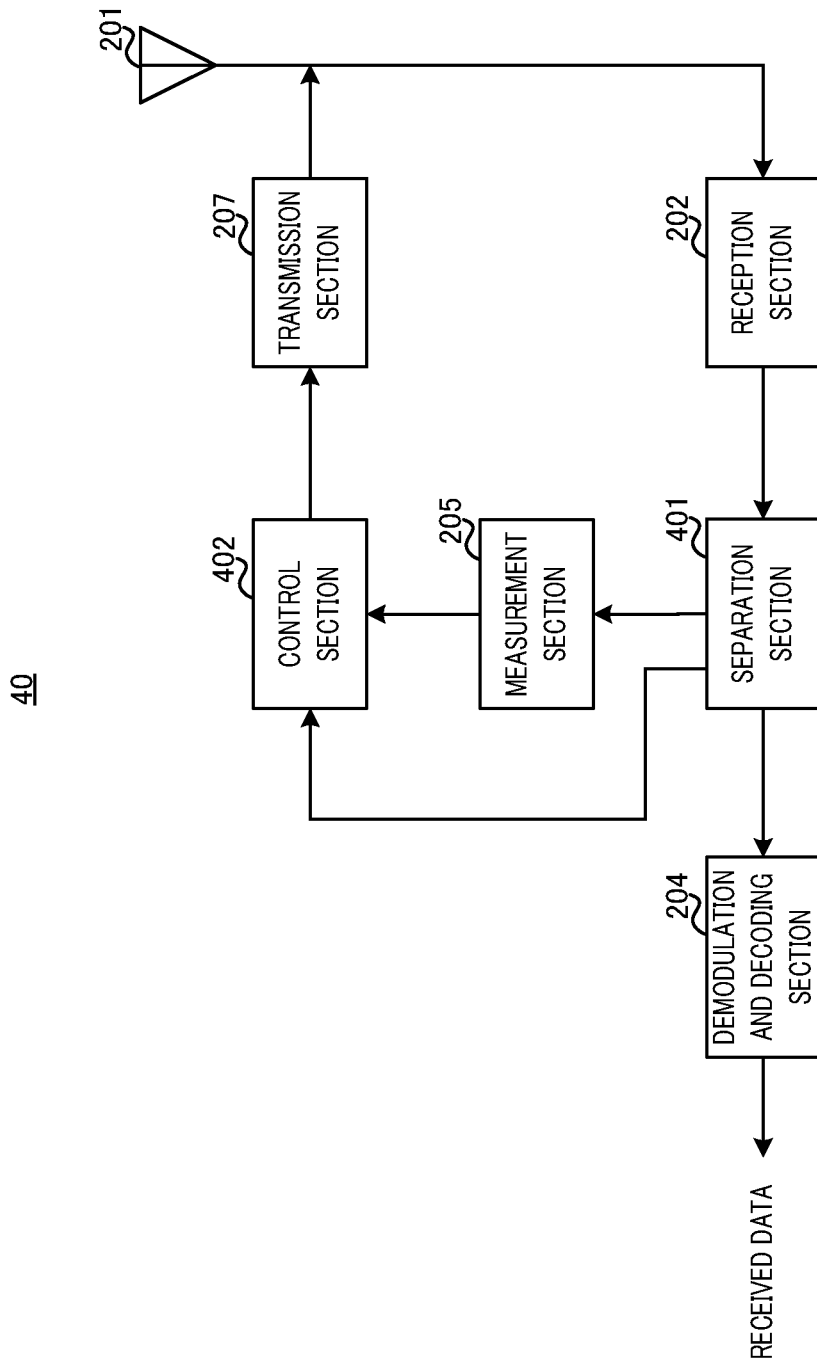 40
201
207
TRANSMISSION
SECTION
402
CONTROL
SECTION
205
MEASUREMENT
SECTION
202
RECEPTION
SECTION
401
SEPARATION
SECTION
204
DEMODULATION
AND DECODING
SECTION
RECEIVED DATA